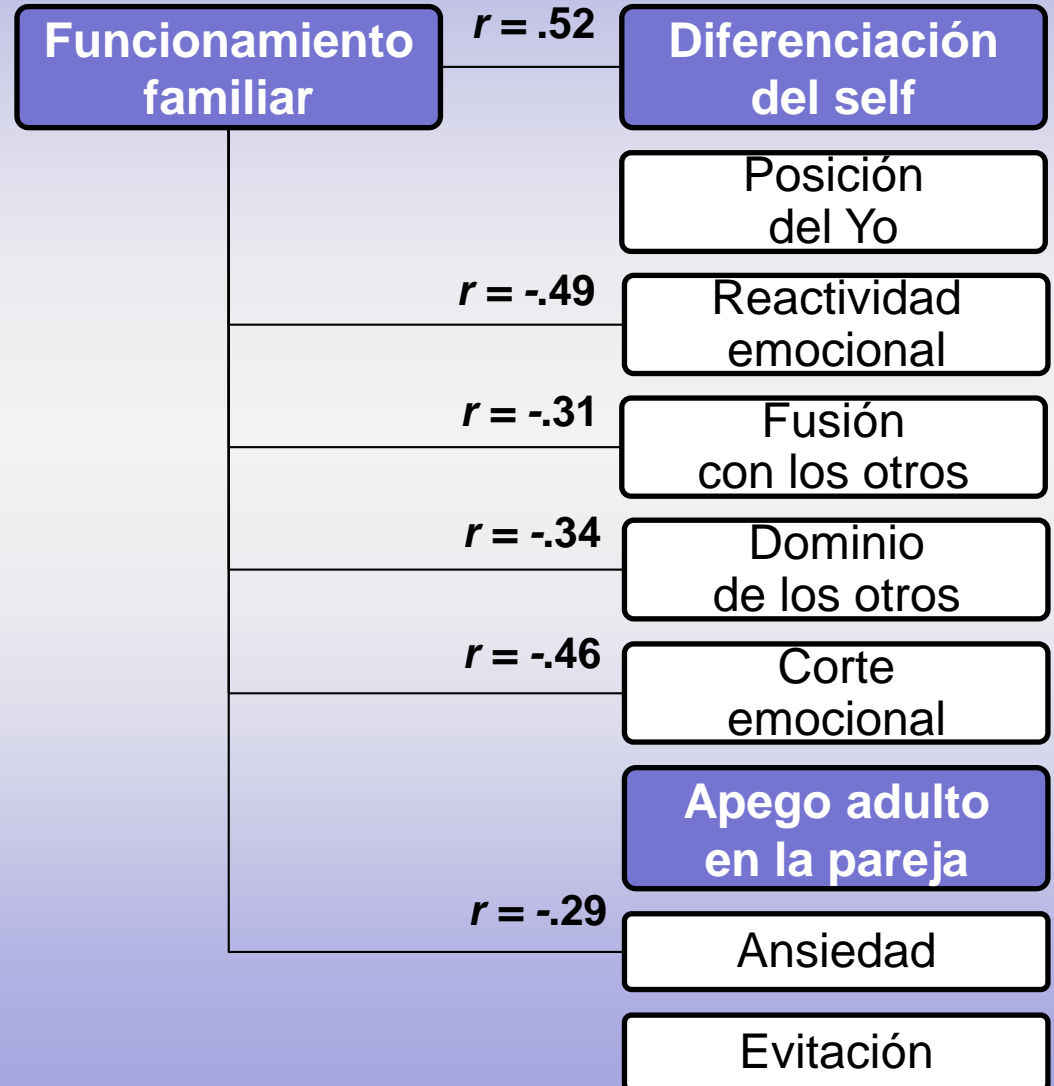 Funcionamiento
familiar
r = .52
Diferenciación
del self
Posición
del Yo
r = -.49
Reactividad
emocional
r = -.31
Fusión
con los otros
r = -.34
Dominio
de los otros
r = -.46
Corte
emocional
Apego adulto
en la pareja
r = -.29
Ansiedad
Evitación